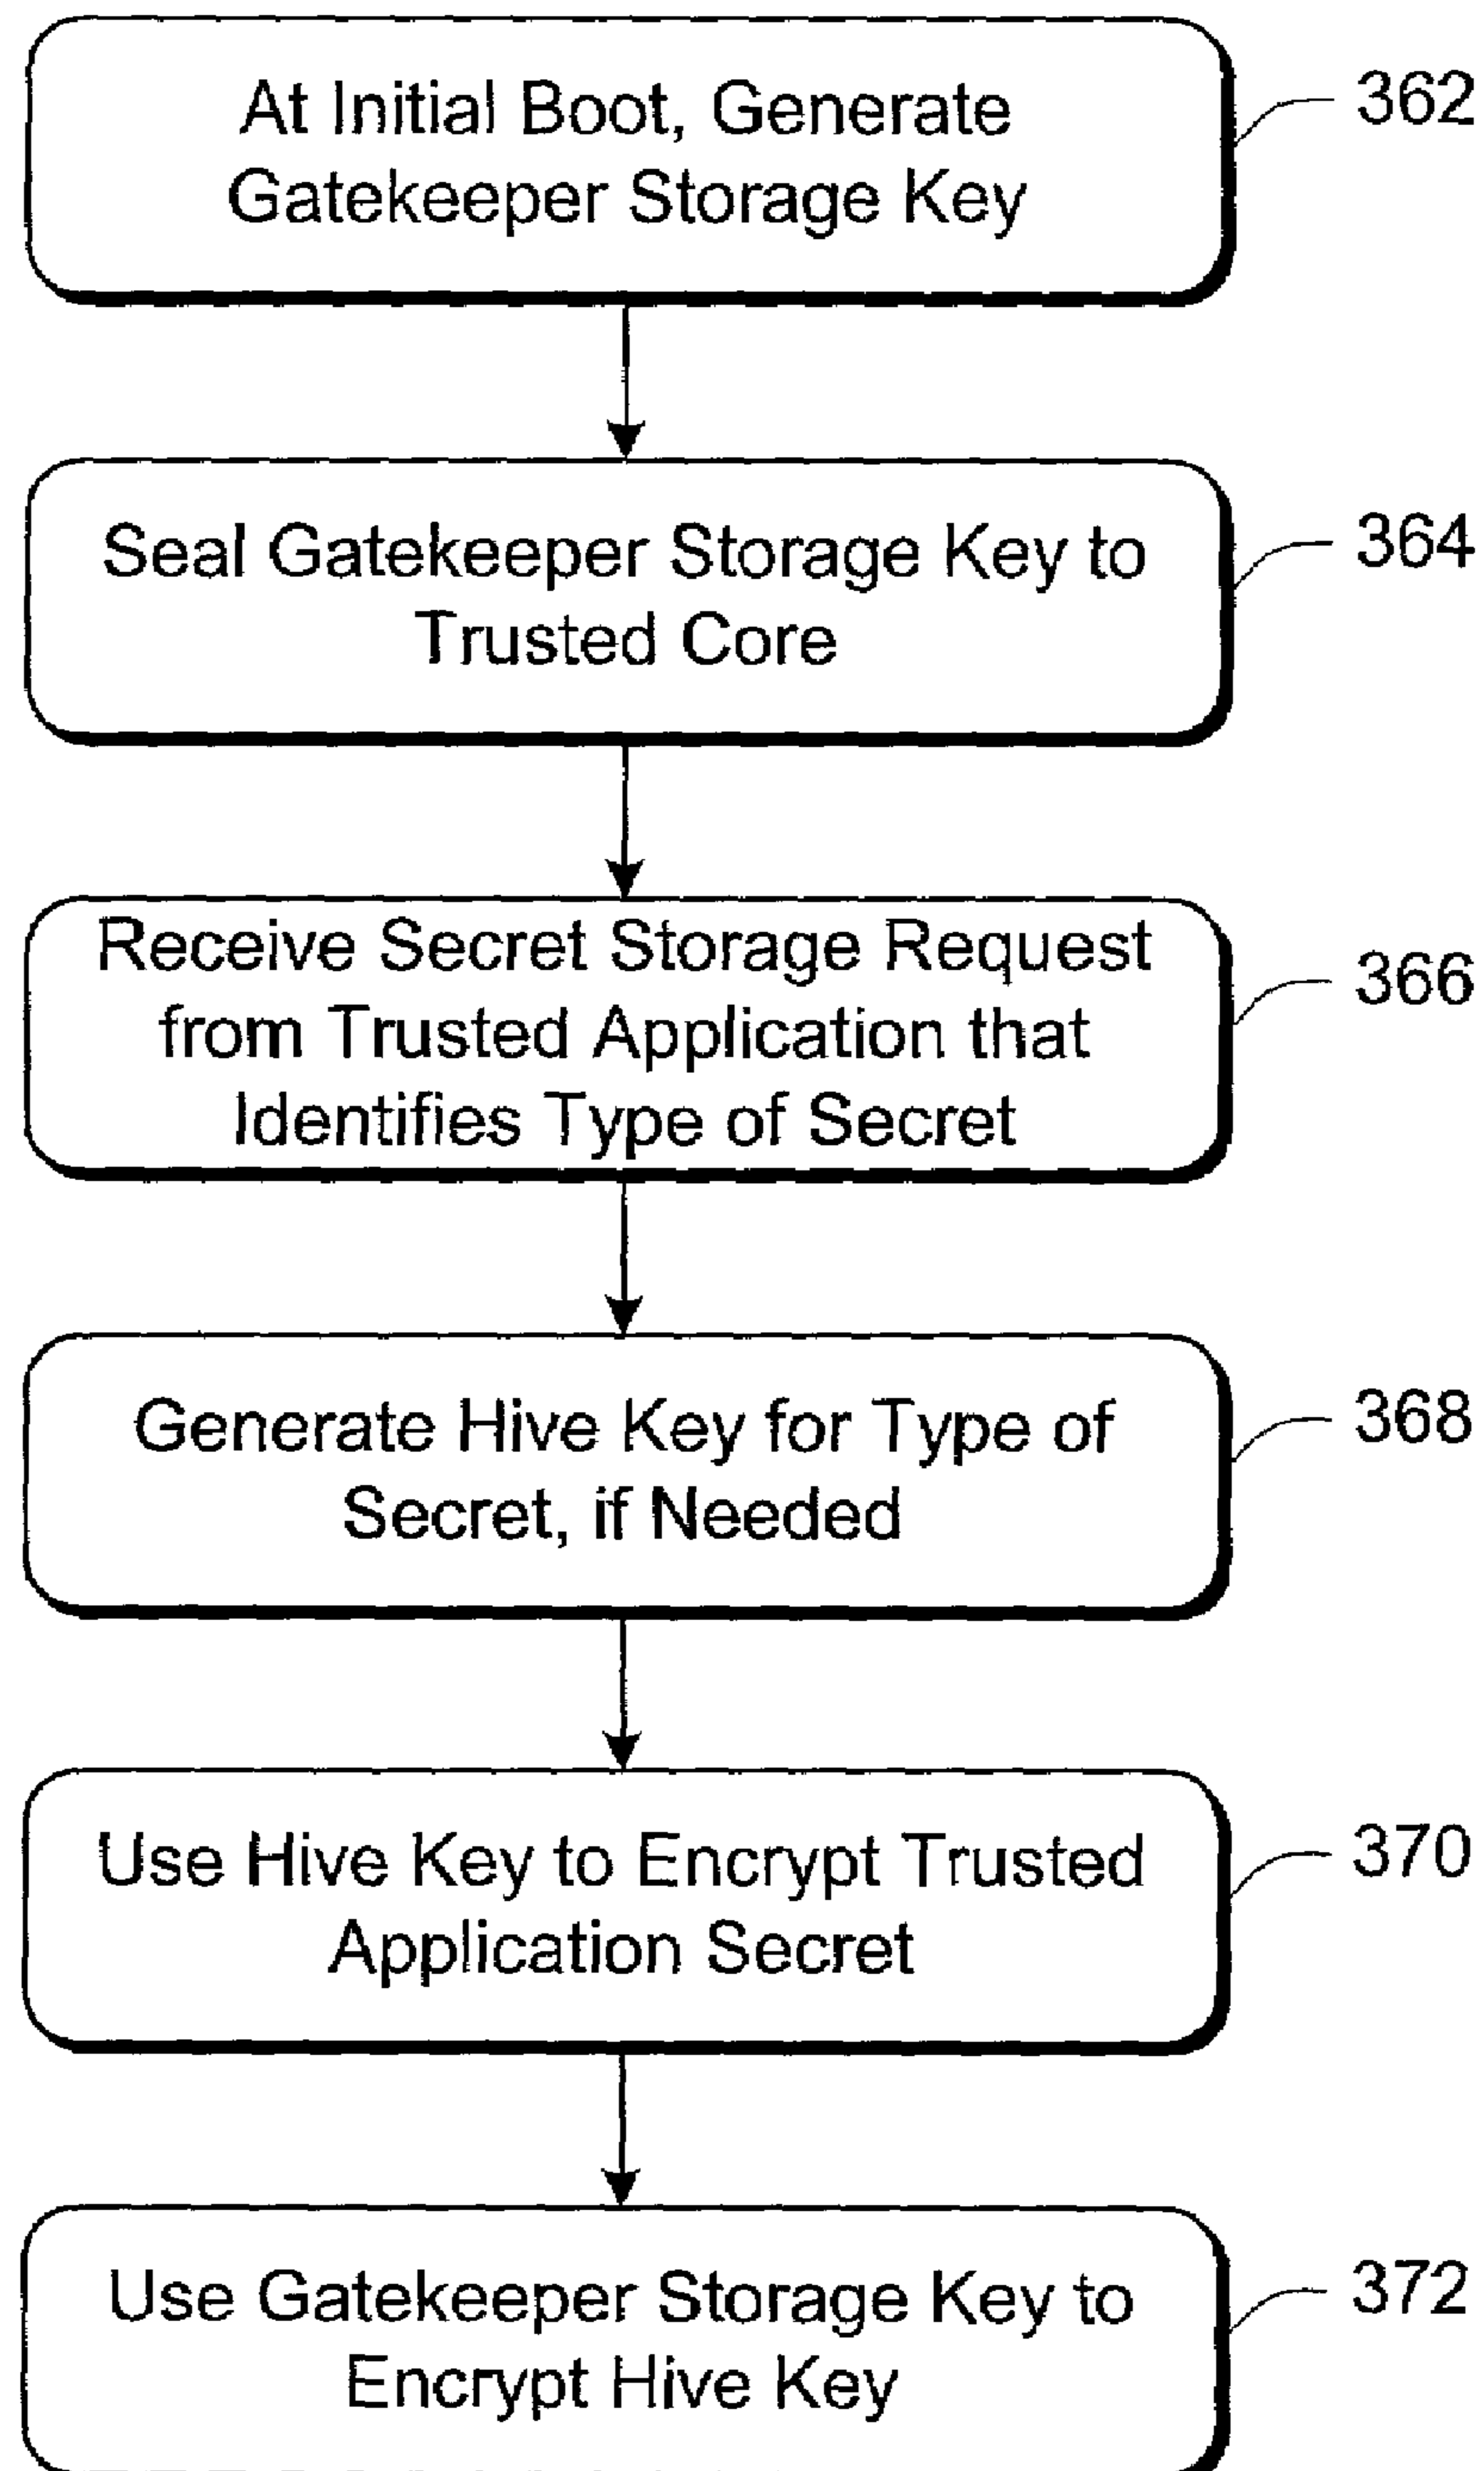 At Initial Boot, Generate
Gatekeeper Storage Key
362
Seal Gatekeeper Storage Key to
Trusted Core
364
Receive Secret Storage Request
from Trusted Application that
Identifies Type of Secret
366
Generate Hive Key for Type of
Secret, if Needed
368
Use Hive Key to Encrypt Trusted
Application Secret
370
Use Gatekeeper Storage Key to
Encrypt Hive Key
372